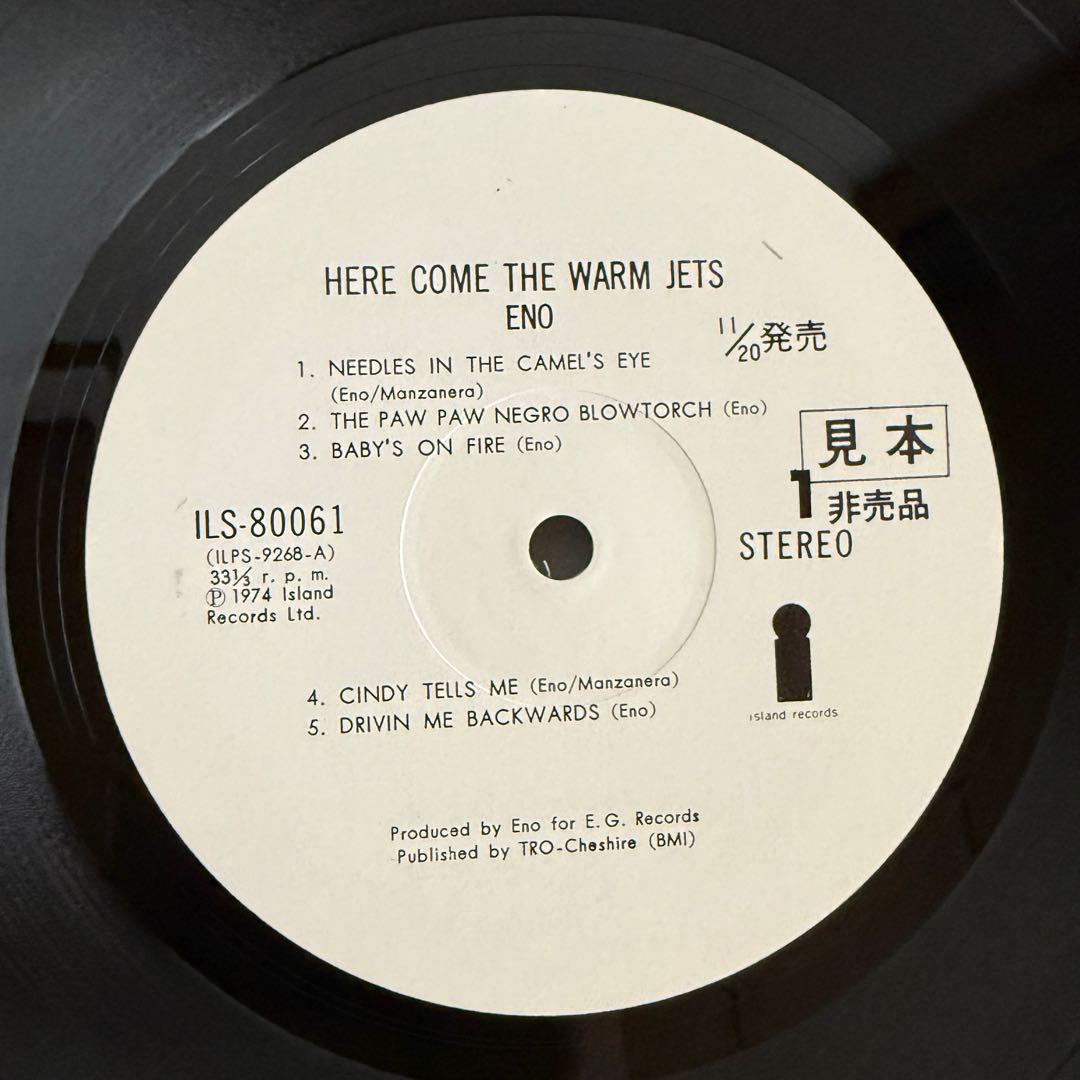 HERE COME THE WARM JETS
ENO
11/20発売
1. NEEDLES IN THE CAMEL'S EYE
(Eno/Manzanera)
2. THE PAW PAW NEGRO BLOWTORCH (Eno)
3. BABY'S ON FIRE (Eno)
見本
1
非売品
STEREO
ILS-80061
(ILPS-9268-A)
33⅓ r. p. m.
Ⓟ 1974 Island
Records Ltd.
island records
4. CINDY TELLS ME (Eno/Manzanera)
5. DRIVIN ME BACKWARDS (Eno)
Produced by Eno for E. G. Records
Published by TRO-Cheshire (BMI)